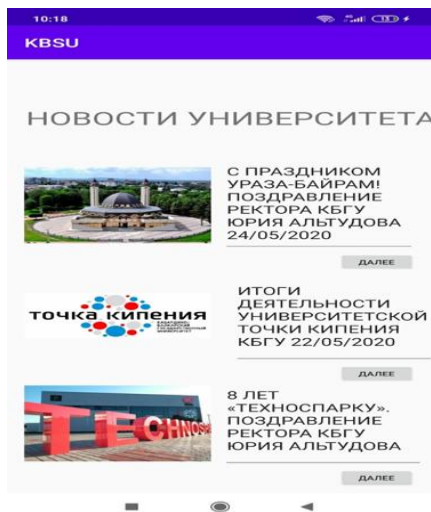 10:18
KBSU
НОВОСТИ УНИВЕРСИТЕТА
С ПРАЗДНИКОМ
УРАЗА-БАЙРАМ!
ПОЗДРАВЛЕНИЕ
РЕКТОРА КБГУ
ЮРИЯ АЛЬТУДОВА
24/05/2020
ДАЛЕЕ
точка кипения
ИТОГИ
ДЕЯТЕЛЬНОСТИ
УНИВЕРСИТЕТСКОЙ
ТОЧКИ КИПЕНИЯ
КБГУ 22/05/2020
ДАЛЕЕ
TECHNO
8 ЛЕТ
«ТЕХНОСПАРКУ».
ПОЗДРАВЛЕНИЕ
РЕКТОРА КБГУ
ЮРИЯ АЛЬТУДОВА
ДАЛЕЕ